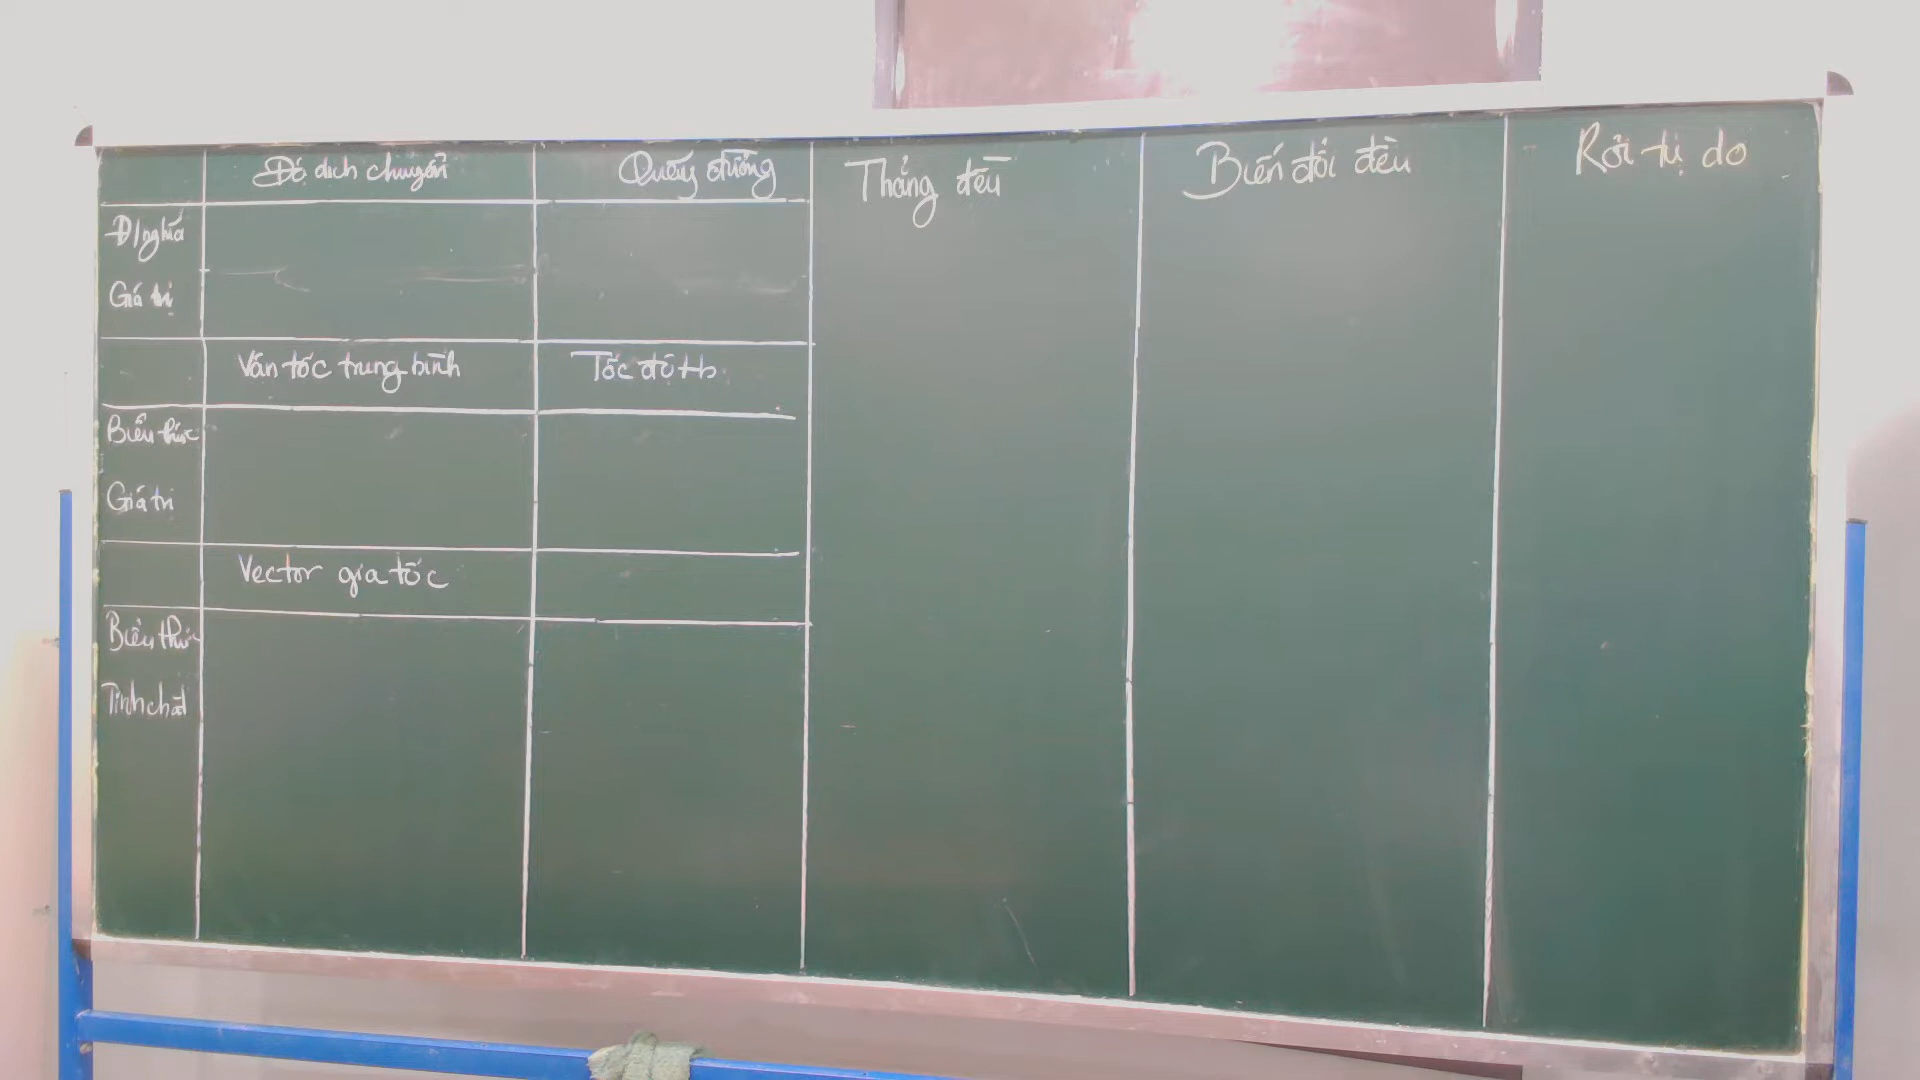 Độ dịch chuyển
Quãng đường
Thẳng đều
Biến đổi đều
Rơi tự do
Đ/nghĩa
Giá trị
Vận tốc trung bình
Tốc độ tb
Biểu thức
Giá trị
Vector gia tốc
Biểu thức
Tính chất